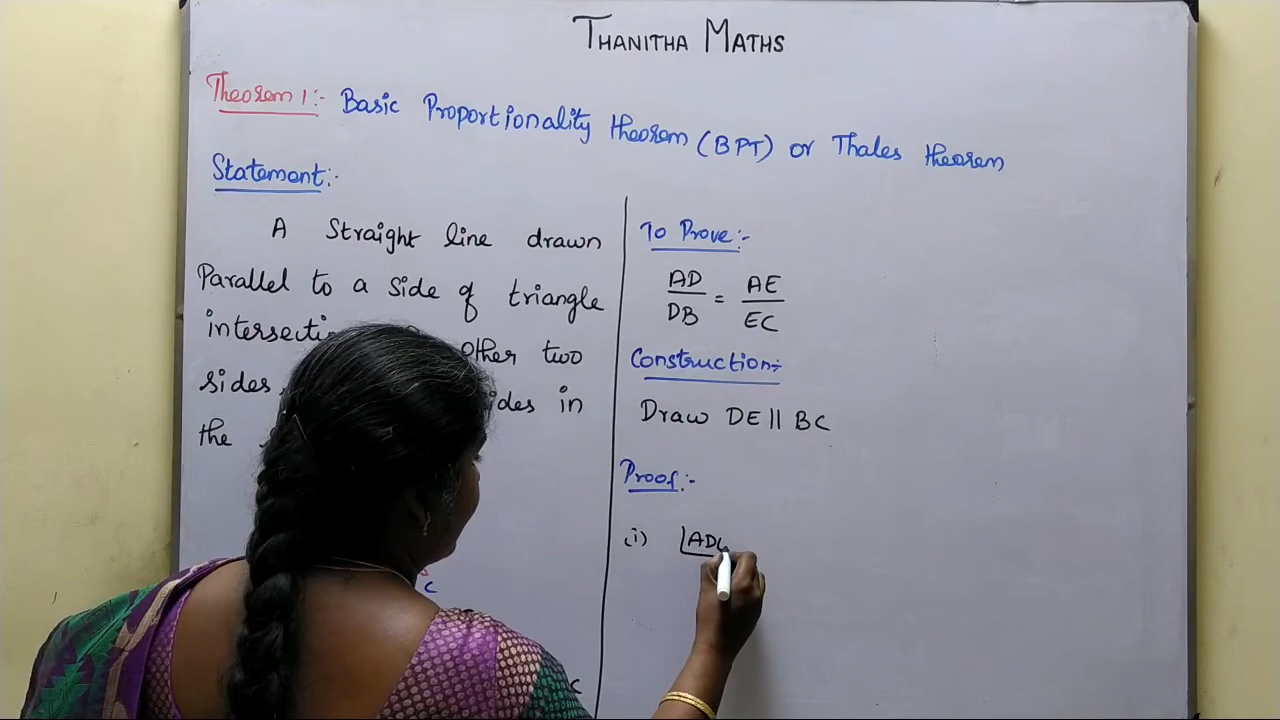 THANITHA MATHS
Theorem 1:- Basic Proportionality theorem (BPT) or Thales theorem
Statement:-
A Straight line drawn
Parallel to a side of triangle
other two
sides, in
the
C
C
To Prove:-
AD/DB = AE/EC
Construction:-
Draw DE || BC
Proof:-
(i) ∠AD